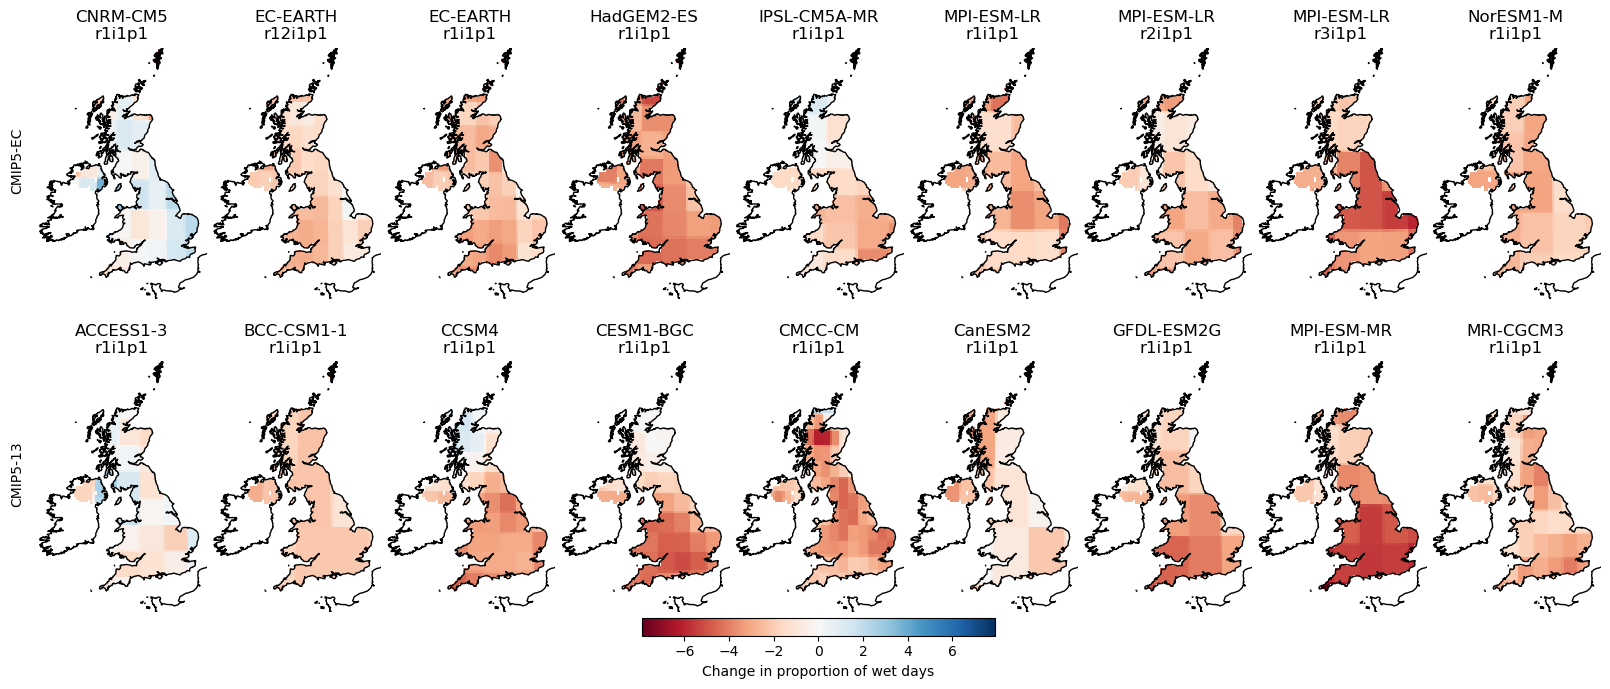 CNRM-CM5
r1i1p1
EC-EARTH
r12i1p1
EC-EARTH
r1i1p1
HadGEM2-ES
r1i1p1
IPSL-CM5A-MR
r1i1p1
MPI-ESM-LR
r1i1p1
MPI-ESM-LR
r2i1p1
MPI-ESM-LR
r3i1p1
NorESM1-M
r1i1p1
CMIP5-EC
ACCESS1-3
r1i1p1
BCC-CSM1-1
r1i1p1
CCSM4
r1i1p1
CESM1-BGC
r1i1p1
CMCC-CM
r1i1p1
CanESM2
r1i1p1
GFDL-ESM2G
r1i1p1
MPI-ESM-MR
r1i1p1
MRI-CGCM3
r1i1p1
CMIP5-13
−6 −4 −2 0 2 4 6
Change in proportion of wet days